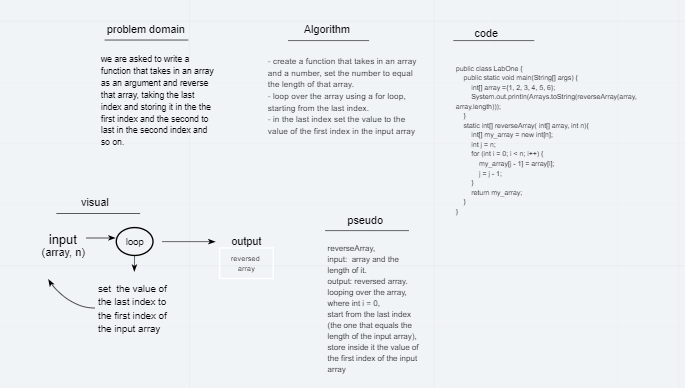 problem domain
we are asked to write a
function that takes in an array
as an argument and reverse
that array, taking the last
index and storing it in the the
first index and the second to
last in the second index and
so on.
Algorithm
- create a function that takes in an array
and a number, set the number to equal
the length of that array.
- loop over the array using a for loop,
starting from the last index.
- in the last index set the value to the
value of the first index in the input array
code
public class LabOne {
public static void main(String[] args) {
int[] array ={1, 2, 3, 4, 5, 6};
System.out.println(Arrays.toString(reverseArray(array,
array.length)));
}
static int[] reverseArray( int[] array, int n){
int[] my_array = new int[n];
int j = n;
for (int i = 0; i < n; i++) {
my_array[j - 1] = array[i];
j = j - 1;
}
return my_array;
}
}
visual
input
(array, n)
loop
output
reversed
array
set the value of
the last index to
the first index of
the input array
pseudo
reverseArray,
input: array and the
length of it.
output: reversed array.
looping over the array,
where int i = 0,
start from the last index
(the one that equals the
length of the input array),
store inside it the value of
the first index of the input
array